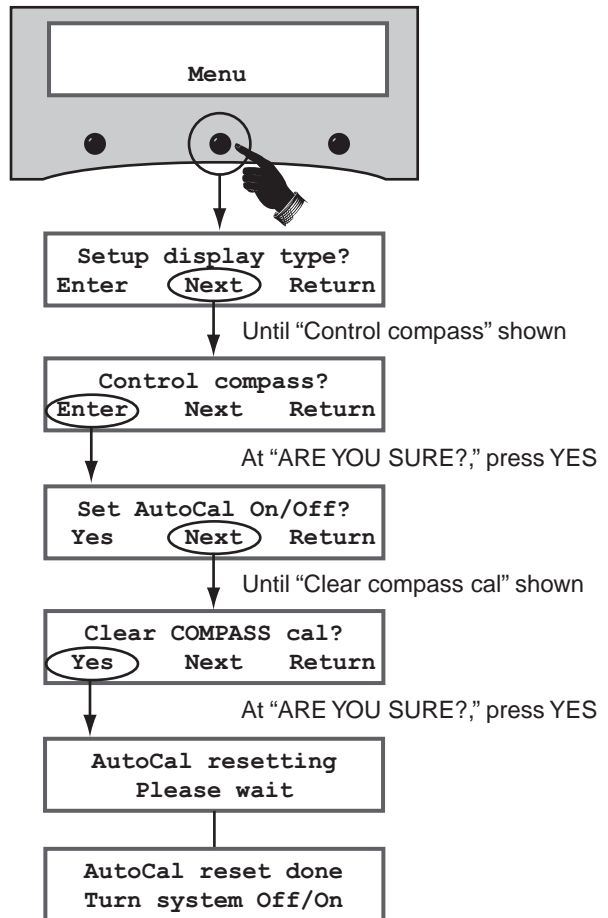 Menu
Setup display type?
Enter Next Return
Until “Control compass” shown
Control compass?
Enter Next Return
At “ARE YOU SURE?,” press YES
Set AutoCal On/Off?
Yes Next Return
Until “Clear compass cal” shown
Clear COMPASS cal?
Yes Next Return
At “ARE YOU SURE?,” press YES
AutoCal resetting
Please wait
AutoCal reset done
Turn system Off/On